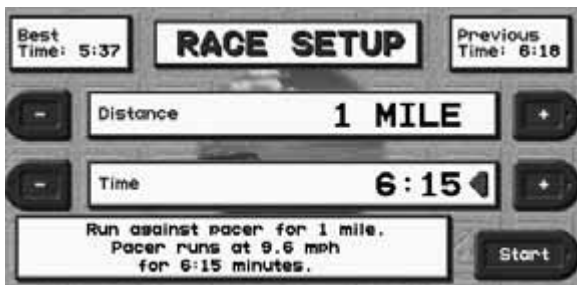 Best
Time: 5:37
RACE SETUP
Previous
Time: 6:18
-
Distance
1 MILE
+
-
Time
6:15
+
Run against pacer for 1 mile.
Pacer runs at 9.6 mph
for 6:15 minutes.
Start